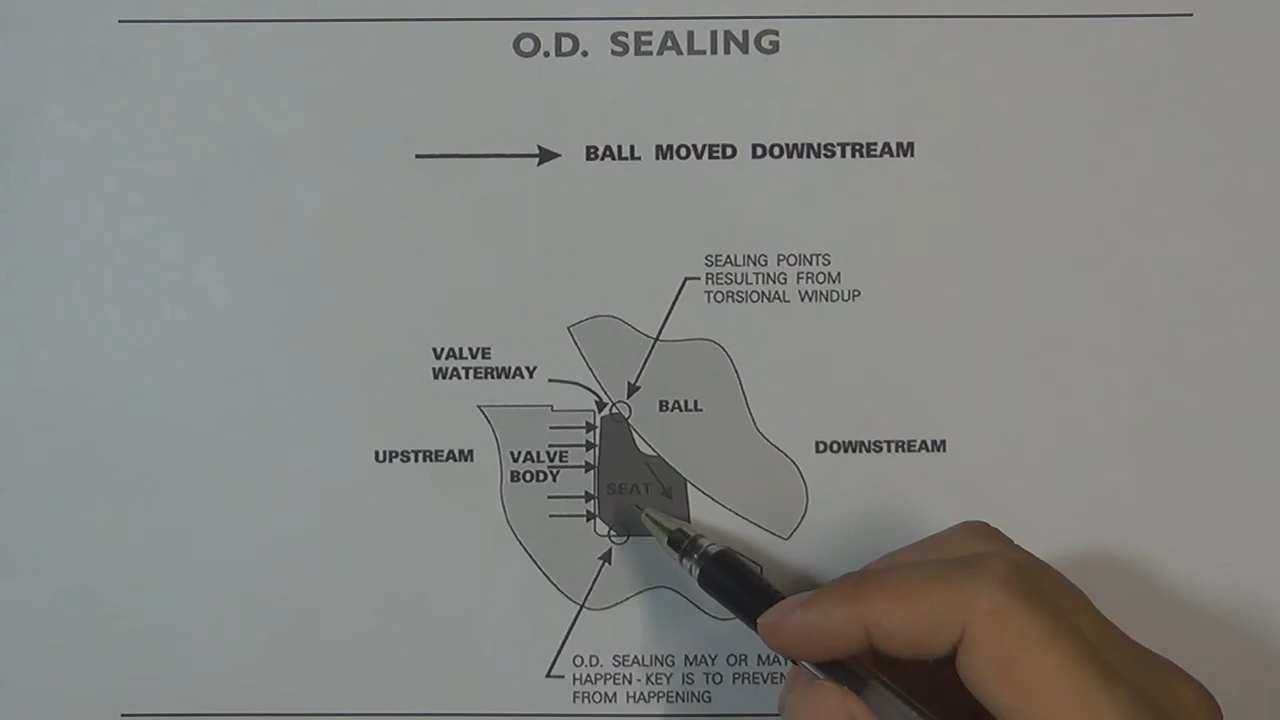 O.D. SEALING
BALL MOVED DOWNSTREAM
SEALING POINTS
RESULTING FROM
TORSIONAL WINDUP
VALVE
WATERWAY
BALL
UPSTREAM
VALVE
BODY
SEAT
DOWNSTREAM
O.D. SEALING MAY OR MAY
HAPPEN - KEY IS TO PREVEN
FROM HAPPENING